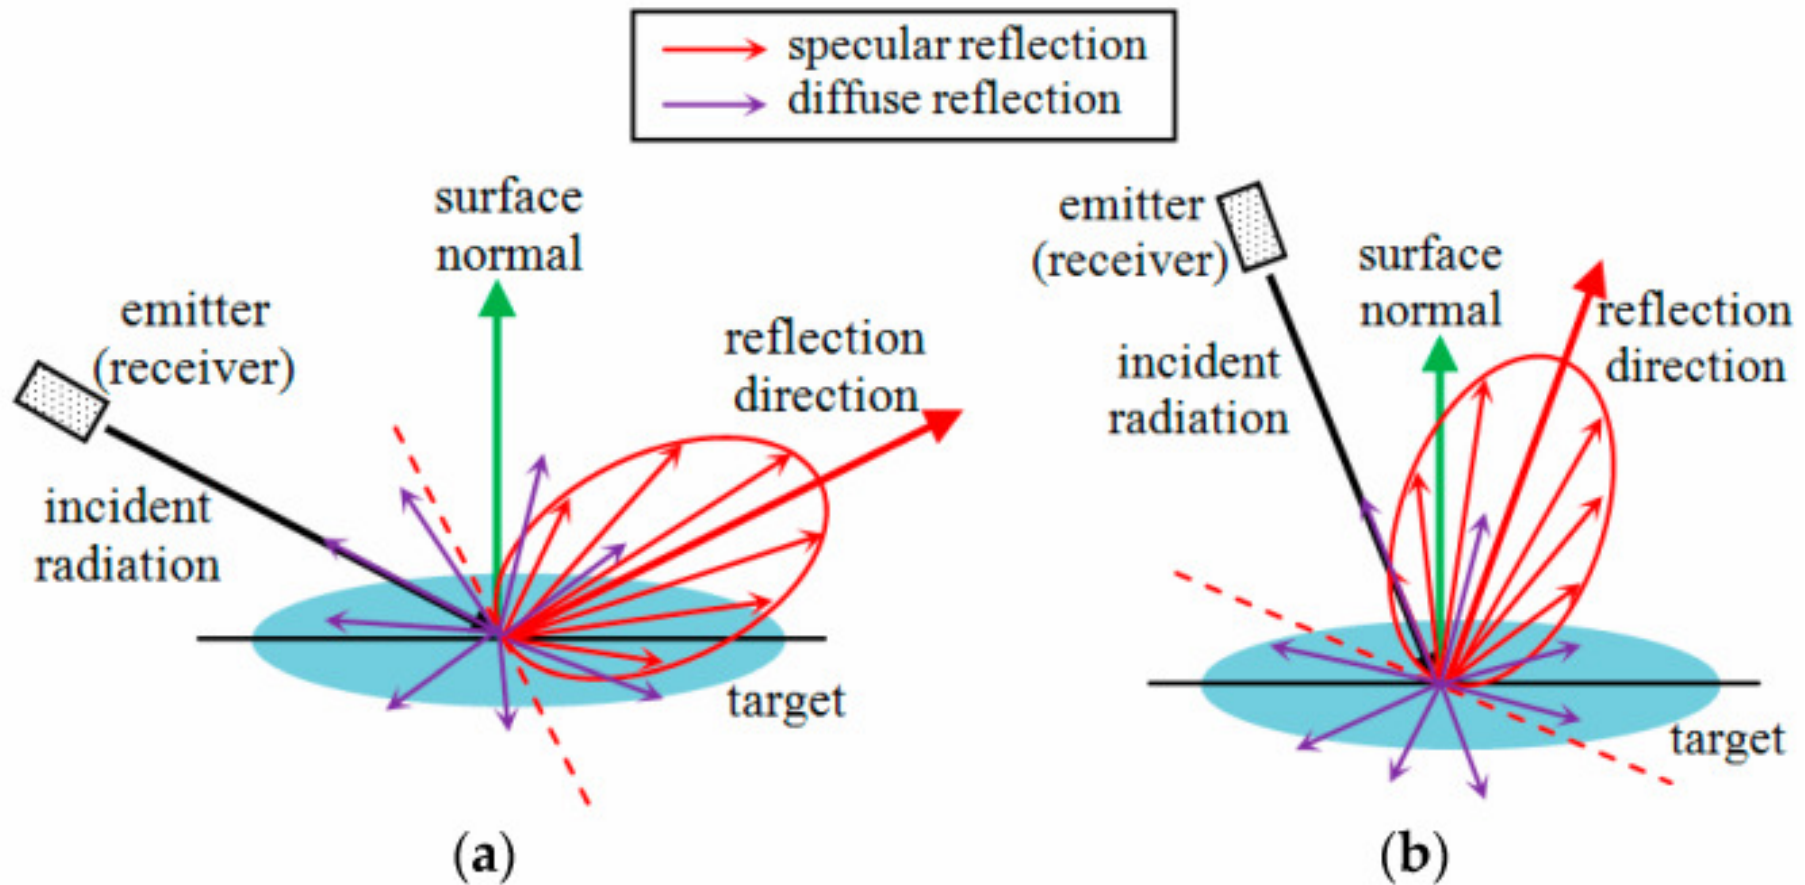 specular reflection
diffuse reflection
surface
normal
emitter
(receiver)
reflection
direction
incident
radiation
target
(a)
emitter
(receiver)
surface
normal
reflection
direction
incident
radiation
target
(b)